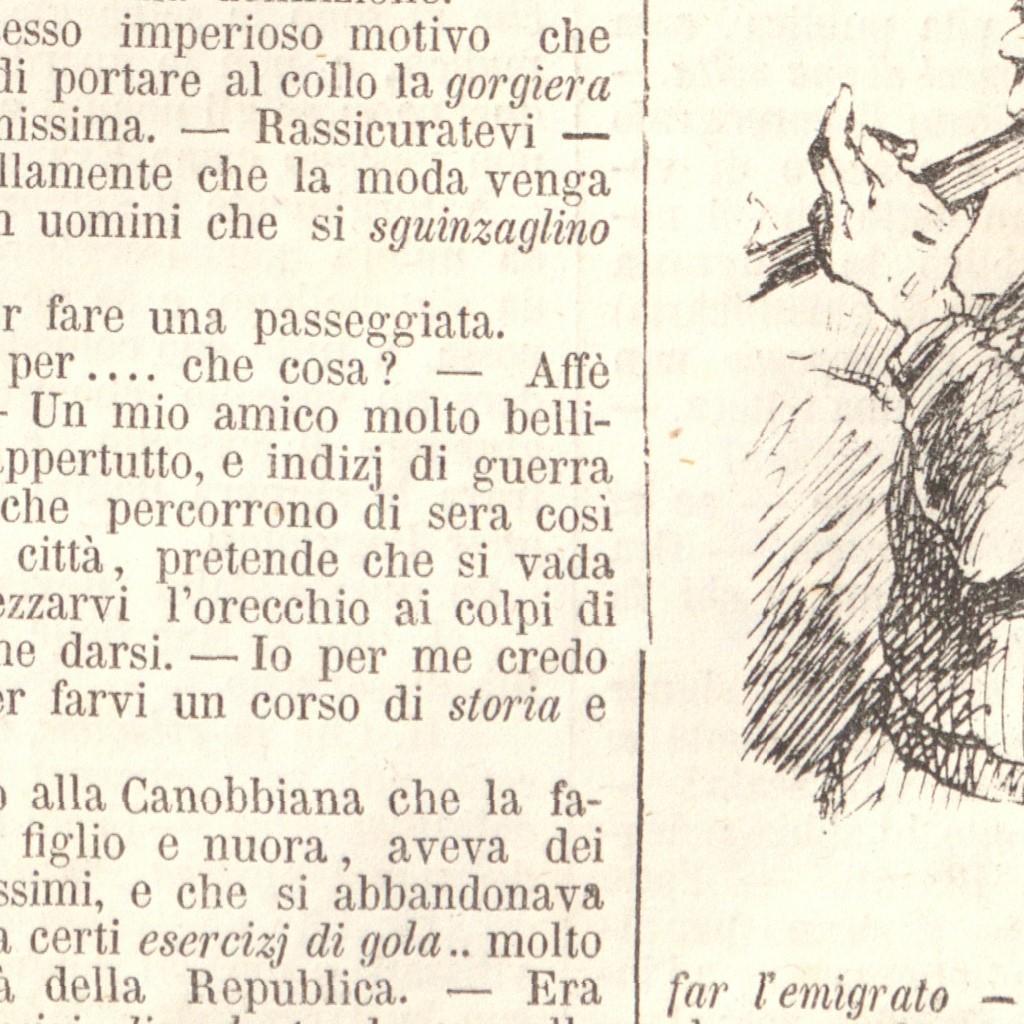 esso imperioso motivo che
di portare al collo la gorgiera
nissima. — Rassicuratevi —
llamente che la moda venga
uomini che si sguinzaglino
r fare una passeggiata.
per .... che cosa? — Affè
- Un mio amico molto belli-
ppertutto, e indizj di guerra
che percorrono di sera così
città, pretende che si vada
ezzarvi l'orecchio ai colpi di
ne darsi. — Io per me credo
er farvi un corso di storia e
alla Canobbiana che la fa-
figlio e nuora, aveva dei
ssimi, e che si abbandonava
a certi esercizj di gola.. molto
à della Republica. — Era
far l'emigrato —